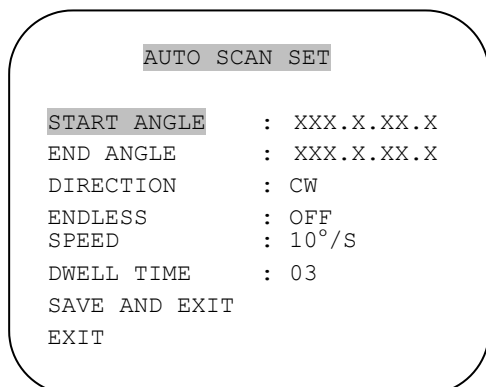 AUTO SCAN SET
START ANGLE : XXX.X.XX.X
END ANGLE : XXX.X.XX.X
DIRECTION : CW
ENDLESS : OFF
SPEED : 10°/S
DWELL TIME : 03
SAVE AND EXIT
EXIT